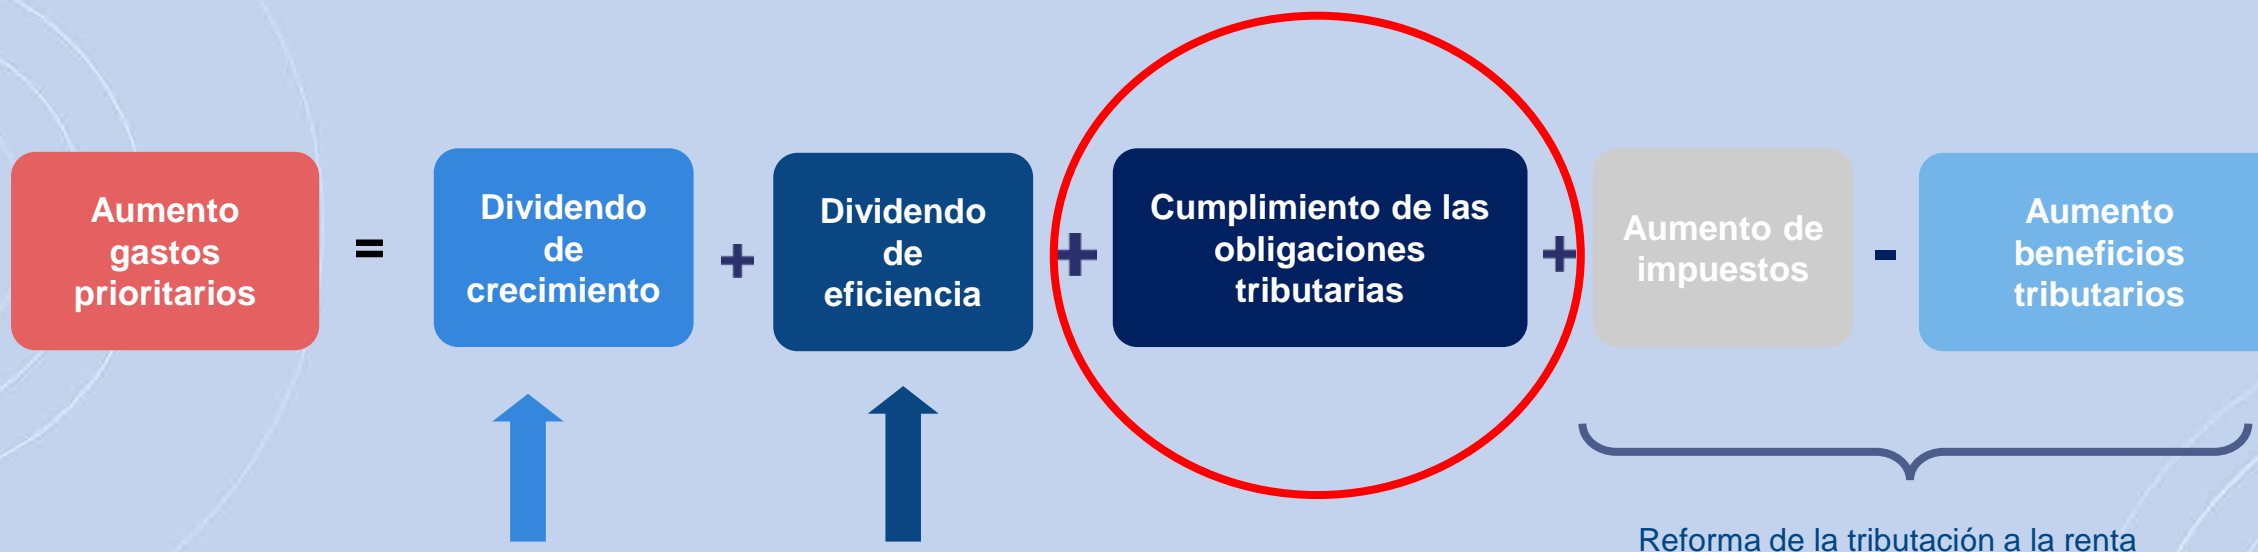 Aumento
gastos
prioritarios
=
Dividendo
de
crecimiento
+
Dividendo
de
eficiencia
+
Cumplimiento de las
obligaciones
tributarias
+
Aumento de
impuestos
-
Aumento
beneficios
tributarios
Reforma de la tributación a la renta